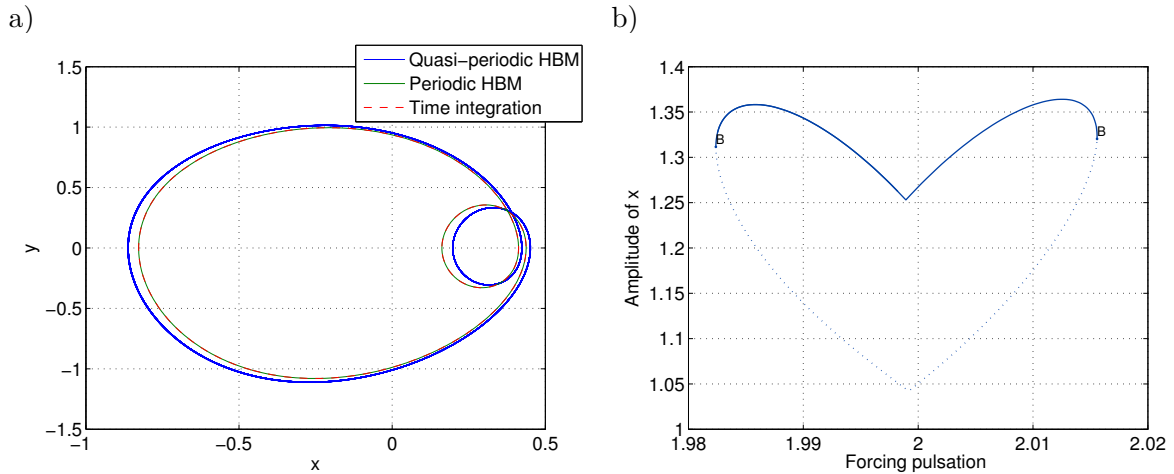 a)
b)
Quasi−periodic HBM
Periodic HBM
Time integration
1.5
1
0.5
0
−0.5
−1
−1.5
y
−1
−0.5
0
0.5
x
1.4
1.35
1.3
1.25
1.2
1.15
1.1
1.05
1
Amplitude of x
B
B
1.98
1.99
2
2.01
2.02
Forcing pulsation